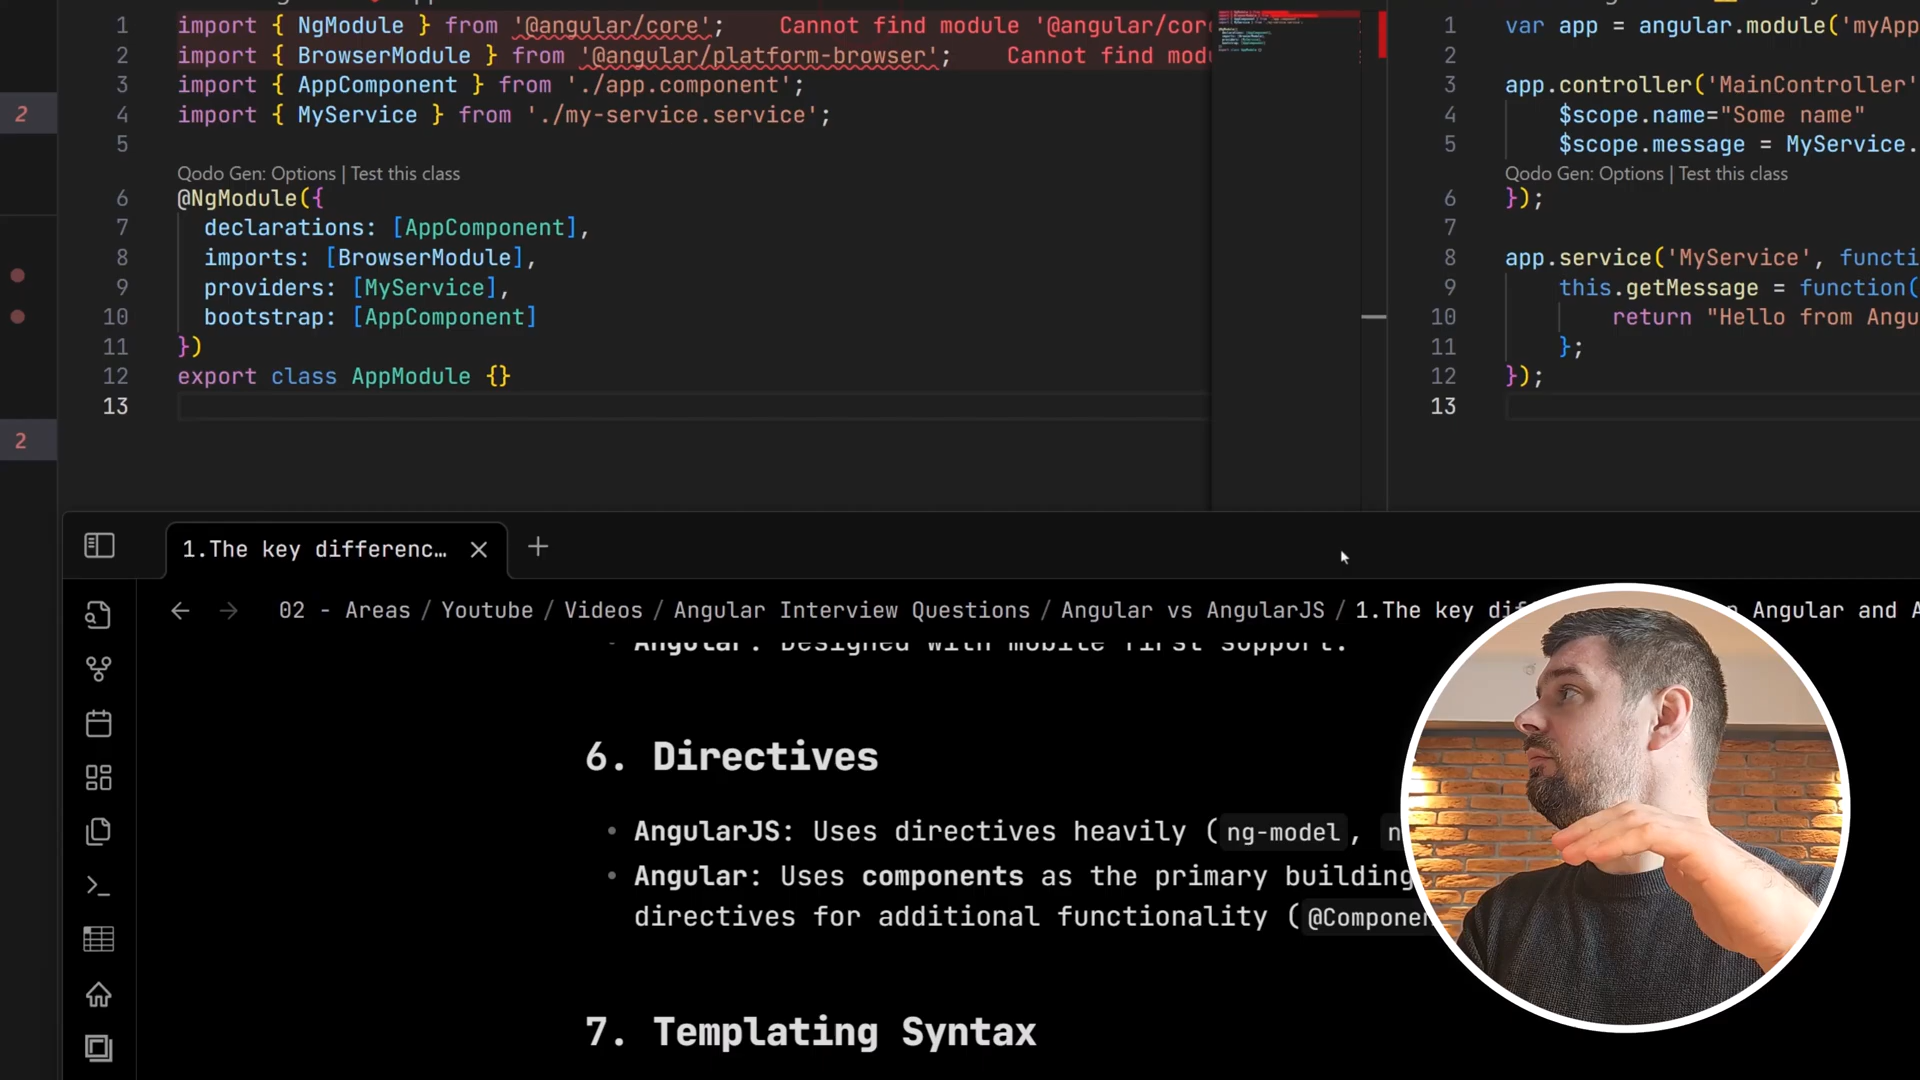 1 import { NgModule } from '@angular/core'; Cannot find module '@angular/cor
2 import { BrowserModule } from '@angular/platform-browser'; Cannot find modu
3 import { AppComponent } from './app.component';
4 import { MyService } from './my-service.service';
5
Qodo Gen: Options | Test this class
6 @NgModule({
7 declarations: [AppComponent],
8 imports: [BrowserModule],
9 providers: [MyService],
10 bootstrap: [AppComponent]
11 })
12 export class AppModule {}
13
2
2
1 var app = angular.module('myApp
2
3 app.controller('MainController'
4 $scope.name="Some name"
5 $scope.message = MyService.
Qodo Gen: Options | Test this class
6 });
7
8 app.service('MyService', functi
9 this.getMessage = function(
10 return "Hello from Angu
11 };
12 });
13
1.The key differenc…
02 - Areas / Youtube / Videos / Angular Interview Questions / Angular vs AngularJS / 1.The key dif Angular and A
Angular: Designed with mobile first support.
6. Directives
• AngularJS: Uses directives heavily (ng-model, n
• Angular: Uses components as the primary building
directives for additional functionality (@Componen
7. Templating Syntax